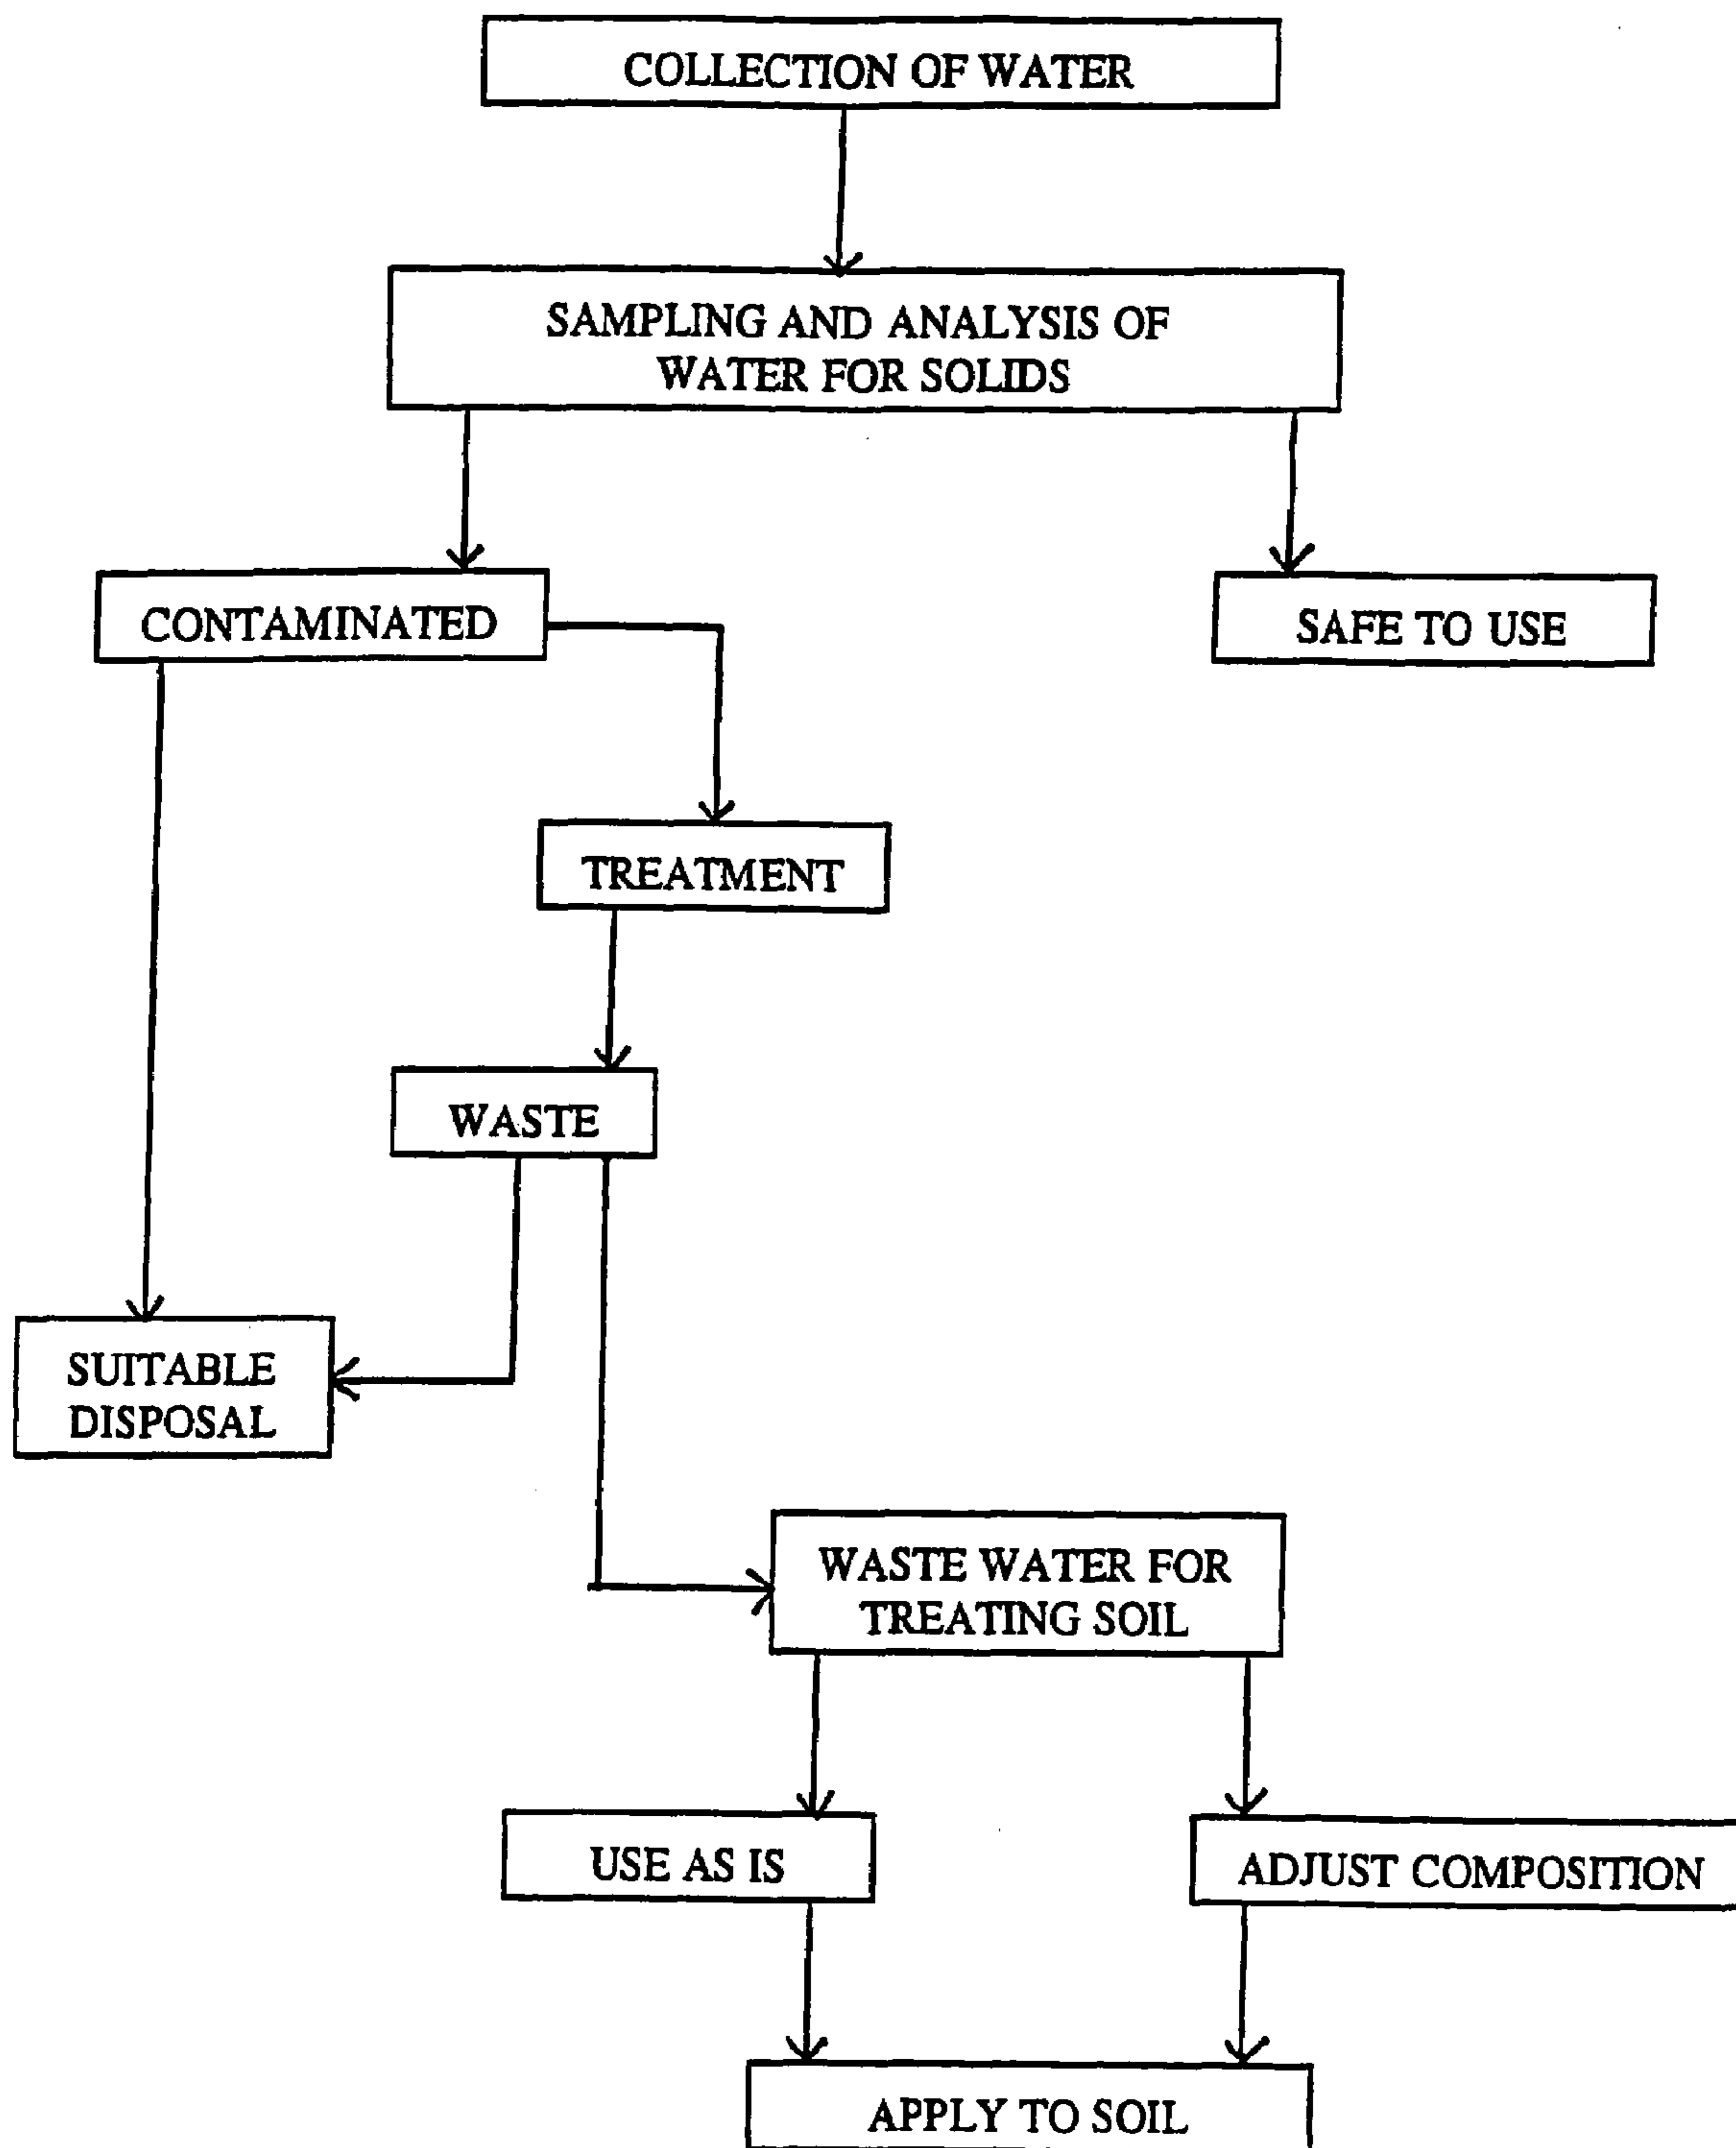 COLLECTION OF WATER
SAMPLING AND ANALYSIS OF
WATER FOR SOLIDS
CONTAMINATED
SAFE TO USE
TREATMENT
WASTE
SUITABLE
DISPOSAL
WASTE WATER FOR
TREATING SOIL
USE AS IS
ADJUST COMPOSITION
APPLY TO SOIL